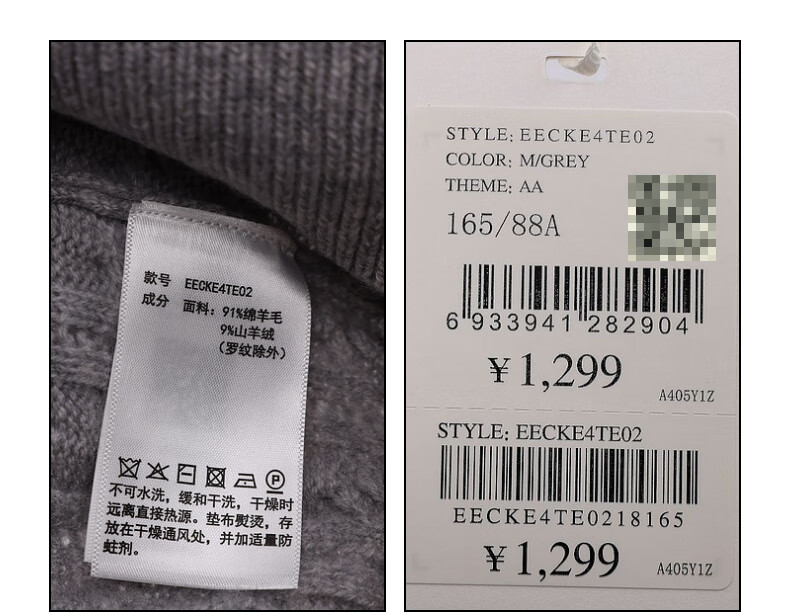 款号 EECKE4TE02
成分 面料：91%绵羊毛
9%山羊绒
（罗纹除外）
不可水洗，缓和干洗，干燥时
远离直接热源。垫布熨烫，存
放在干燥通风处，并加适量防
蛀剂。
STYLE: EECKE4TE02
COLOR: M/GREY
THEME: AA
165/88A
6 933941 282904
¥1,299
A405Y1Z
STYLE: EECKE4TE02
EECKE4TE0218165
¥1,299
A405Y1Z